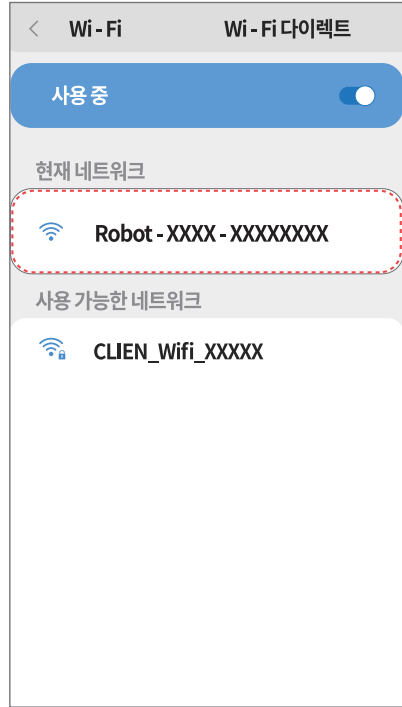 Wi-Fi Wi-Fi 다이렉트
사용 중
현재 네트워크
Robot - XXXX - XXXXXXXX
사용 가능한 네트워크
CLIEN_Wifi_XXXXX